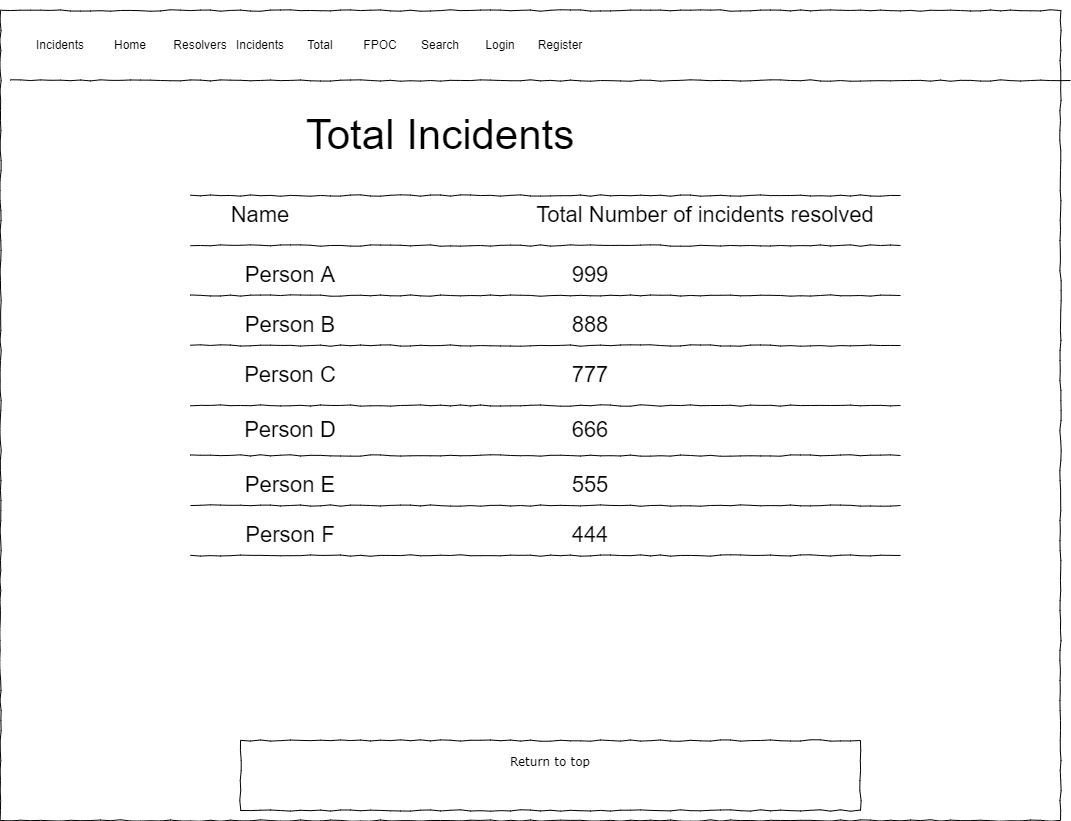 Incidents Home Resolvers Incidents Total FPOC Search Login Register
Total Incidents
Name Total Number of incidents resolved
Person A 999
Person B 888
Person C 777
Person D 666
Person E 555
Person F 444
Return to top